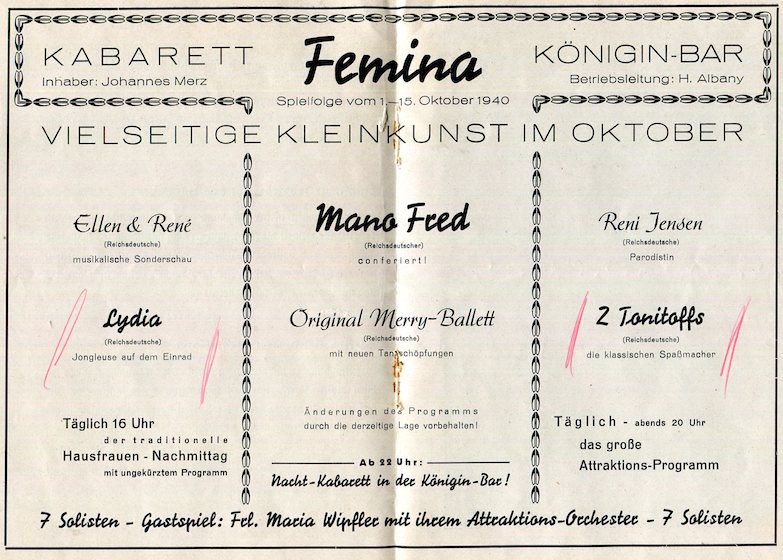 KABARETT
Inhaber: Johannes Merz
Femina
Spielfolge vom 1.–15. Oktober 1940
KÖNIGIN-BAR
Betriebsleitung: H. Albany
VIELSEITIGE KLEINKUNST IM OKTOBER
Ellen & René
(Reichsdeutsche)
musikalische Sonderschau
Lydia
(Reichsdeutsche)
Jongleuse auf dem Einrad
Täglich 16 Uhr
der traditionelle
Hausfrauen - Nachmittag
mit ungekürztem Programm
Mano Fred
(Reichsdeutscher)
conferiert!
Original Merry-Ballett
(Reichsdeutsche)
mit neuen Tanzschöpfungen
Änderungen des Programms
durch die derzeitige Lage vorbehalten!
Ab 22 Uhr:
Nacht-Kabarett in der Königin-Bar!
Reni Jensen
(Reichsdeutsche)
Parodistin
2 Tonitoffs
(Reichsdeutsche)
die klassischen Spaßmacher
Täglich - abends 20 Uhr
das große
Attraktions-Programm
7 Solisten - Gastspiel: Frl. Maria Wipfler mit ihrem Attraktions-Orchester - 7 Solisten